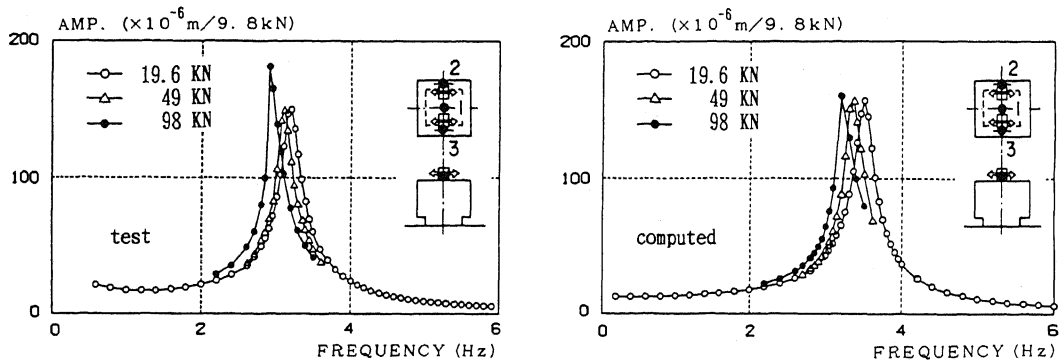 AMP. (×10⁻⁶m/9.8kN)
200
100
0
19.6 KN
49 KN
98 KN
2
3
test
0 2 4 6
FREQUENCY (Hz)
AMP. (×10⁻⁶m/9.8kN)
200
100
0
19.6 KN
49 KN
98 KN
2
3
computed
0 2 4 6
FREQUENCY (Hz)